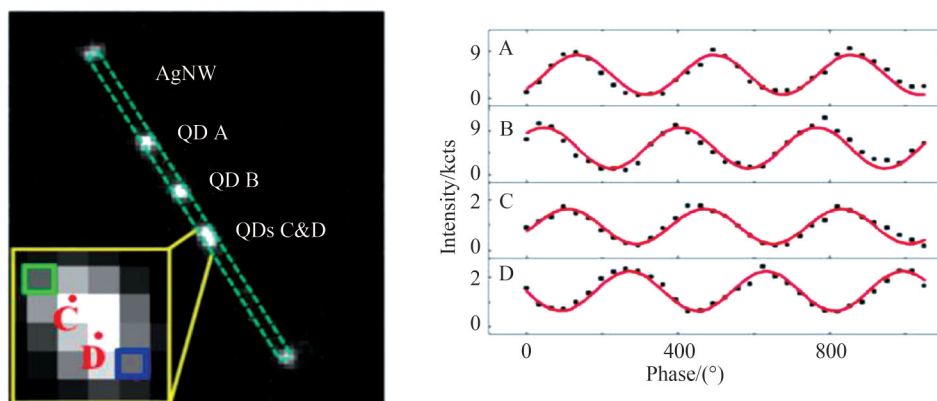 AgNW
QD A
QD B
QDs C&D
C
D
Intensity/kcts
A
9
0
B
9
0
C
2
0
D
2
0
0 400 800
Phase/(°)